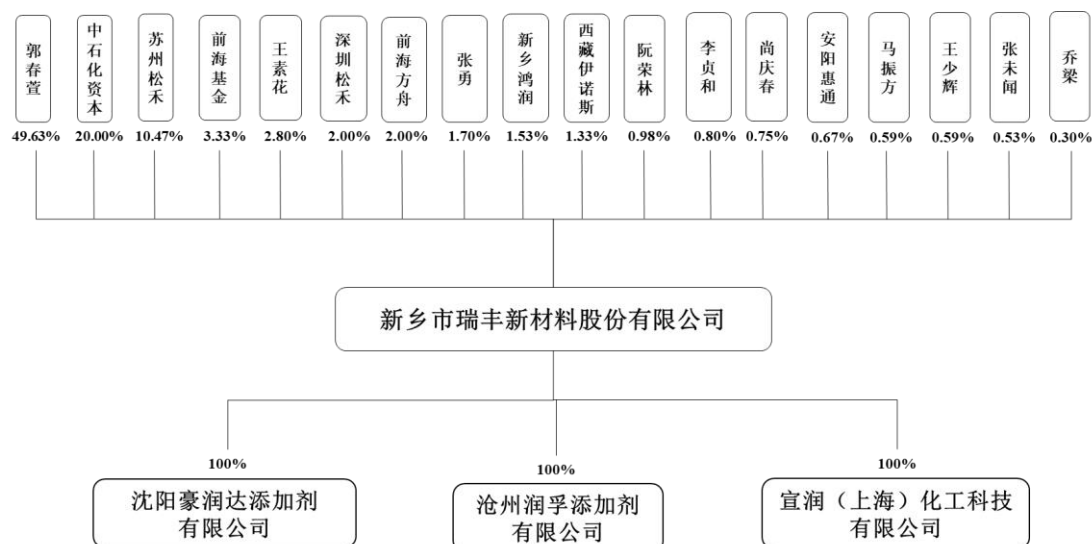 郭春萱
中石化资本
苏州松禾
前海基金
王素花
深圳松禾
前海方舟
张勇
新乡鸿润
西藏伊诺斯
阮荣林
李贞和
尚庆春
安阳惠通
马振方
王少辉
张未闻
乔梁
49.63% 20.00% 10.47% 3.33% 2.80% 2.00% 2.00% 1.70% 1.53% 1.33% 0.98% 0.80% 0.75% 0.67% 0.59% 0.59% 0.53% 0.30%
新乡市瑞丰新材料股份有限公司
100% 100% 100%
沈阳豪润达添加剂
有限公司
沧州润孚添加剂
有限公司
宣润（上海）化工科技
有限公司